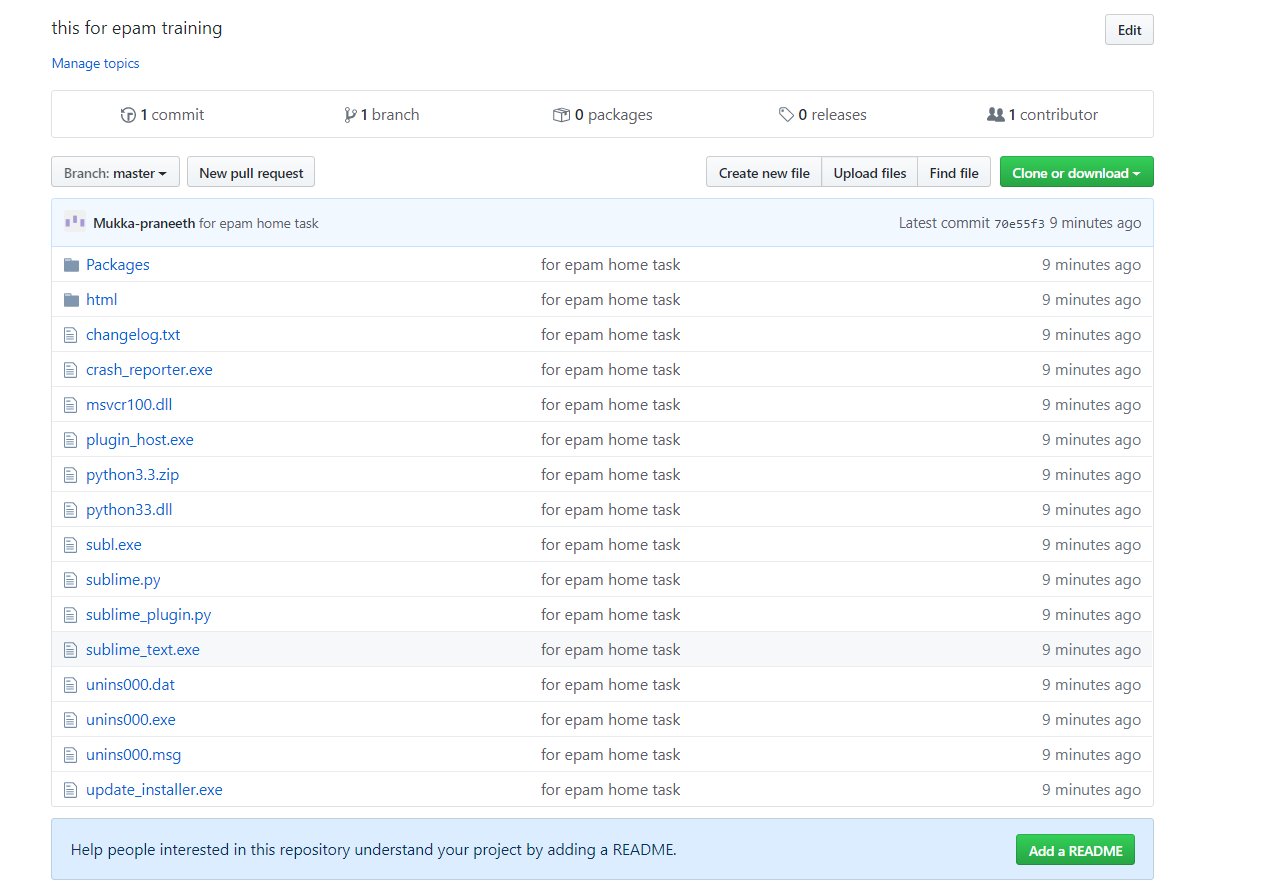 this for epam training
Edit
Manage topics
1 commit 1 branch 0 packages 0 releases 1 contributor
Branch: master New pull request Create new file Upload files Find file Clone or download
Mukka-praneeth for epam home task Latest commit 70e55f3 9 minutes ago
Packages for epam home task 9 minutes ago
html for epam home task 9 minutes ago
changelog.txt for epam home task 9 minutes ago
crash_reporter.exe for epam home task 9 minutes ago
msvcr100.dll for epam home task 9 minutes ago
plugin_host.exe for epam home task 9 minutes ago
python3.3.zip for epam home task 9 minutes ago
python33.dll for epam home task 9 minutes ago
subl.exe for epam home task 9 minutes ago
sublime.py for epam home task 9 minutes ago
sublime_plugin.py for epam home task 9 minutes ago
sublime_text.exe for epam home task 9 minutes ago
unins000.dat for epam home task 9 minutes ago
unins000.exe for epam home task 9 minutes ago
unins000.msg for epam home task 9 minutes ago
update_installer.exe for epam home task 9 minutes ago
Help people interested in this repository understand your project by adding a README. Add a README